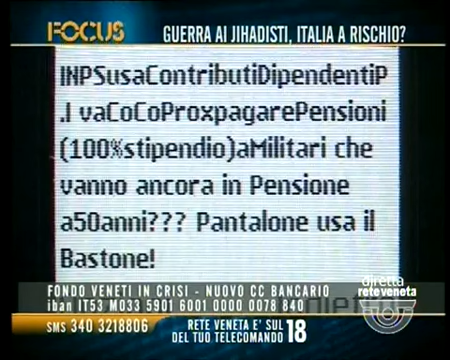 FOCUS
GUERRA AI JIHADISTI, ITALIA A RISCHIO?
INPSusaContributiDipendentiP
.I vaCoCoProxpagarePensioni
(100%stipendio)aMilitari che
vanno ancora in Pensione
a50anni??? Pantalone usa il
Bastone!
FONDO VENETI IN CRISI - NUOVO CC BANCARIO
iban IT53 M033 5901 6001 0000 0078 840
diretta
reteveneta
SMS 340 3218806
RETE VENETA E' SUL
DEL TUO TELECOMANDO 18